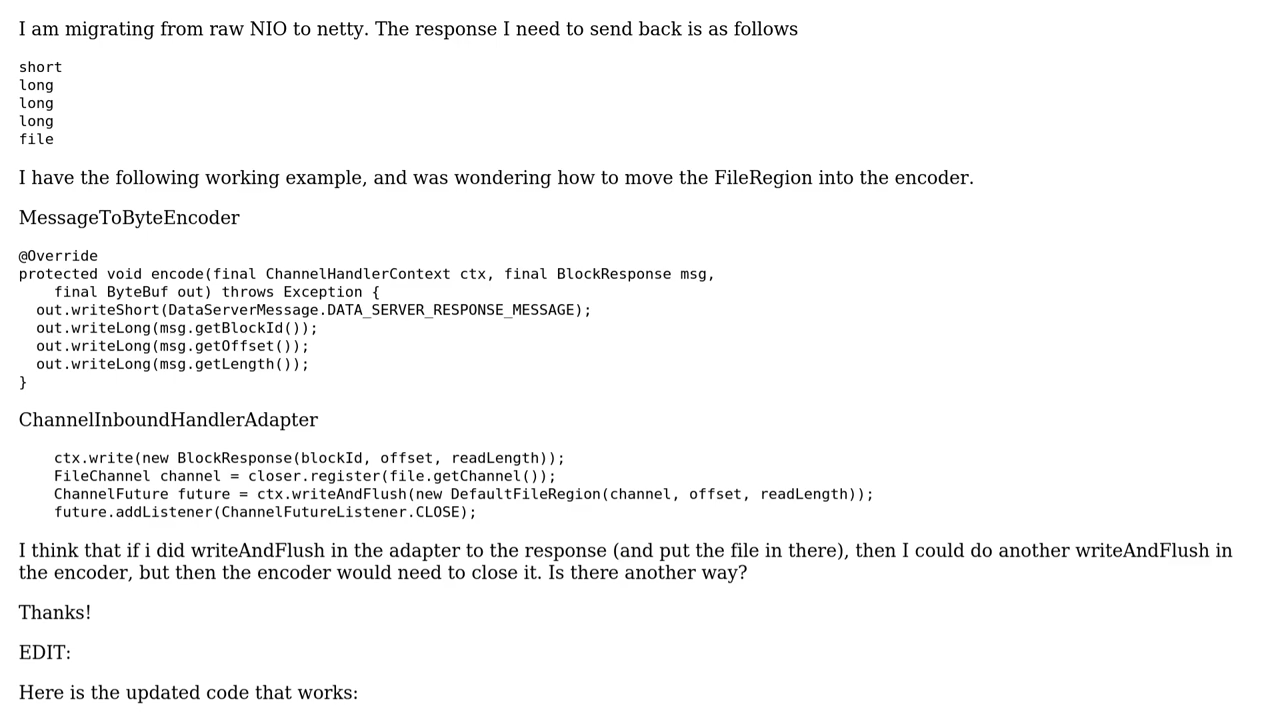 I am migrating from raw NIO to netty. The response I need to send back is as follows
short
long
long
long
file
I have the following working example, and was wondering how to move the FileRegion into the encoder.
MessageToByteEncoder
@Override
protected void encode(final ChannelHandlerContext ctx, final BlockResponse msg,
    final ByteBuf out) throws Exception {
  out.writeShort(DataServerMessage.DATA_SERVER_RESPONSE_MESSAGE);
  out.writeLong(msg.getBlockId());
  out.writeLong(msg.getOffset());
  out.writeLong(msg.getLength());
}
ChannelInboundHandlerAdapter
    ctx.write(new BlockResponse(blockId, offset, readLength));
    FileChannel channel = closer.register(file.getChannel());
    ChannelFuture future = ctx.writeAndFlush(new DefaultFileRegion(channel, offset, readLength));
    future.addListener(ChannelFutureListener.CLOSE);
I think that if i did writeAndFlush in the adapter to the response (and put the file in there), then I could do another writeAndFlush in
the encoder, but then the encoder would need to close it. Is there another way?
Thanks!
EDIT:
Here is the updated code that works: